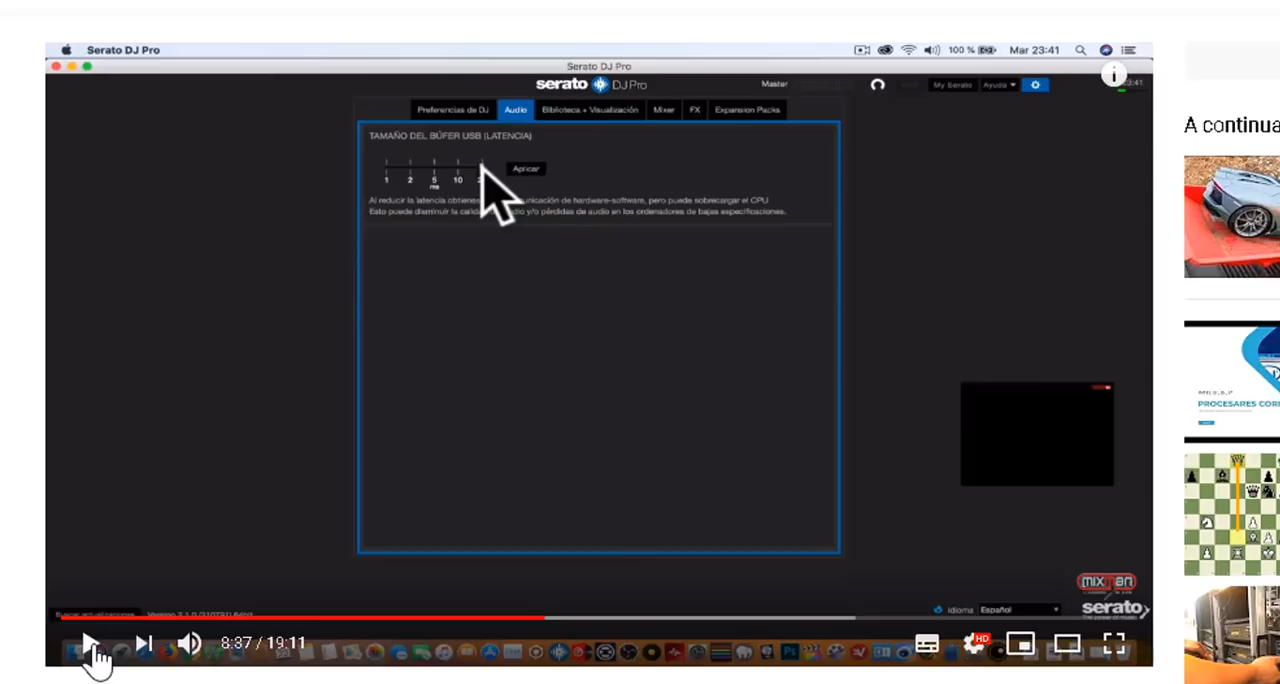 Serato DJ Pro
100 %
Mar 23:41
Serato DJ Pro
serato DJ Pro
Master
My Serato
Ayuda
:41
Preferencias de DJ
Audio
Biblioteca + Visualización
Mixer
FX
Expansion Packs
TAMAÑO DEL BÚFER USB (LATENCIA)
1 2 5 10
ms
Aplicar
Al reducir la latencia obtienes unicación de hardware-software, pero puede sobrecargar el CPU
Esto puede disminuir la calid y/o pérdidas de audio en los ordenadores de bajas especificaciones.
A continua
PROCESARES COR
mixman
Idioma Español
serato
8:37 / 19:11
HD